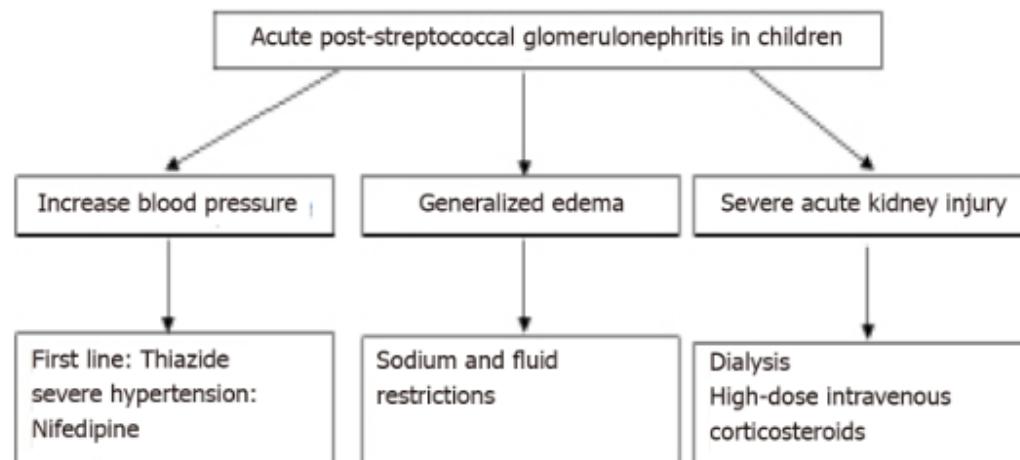 Acute post-streptococcal glomerulonephritis in children
Increase blood pressure
Generalized edema
Severe acute kidney injury
First line: Thiazide
severe hypertension:
Nifedipine
Sodium and fluid
restrictions
Dialysis
High-dose intravenous
corticosteroids